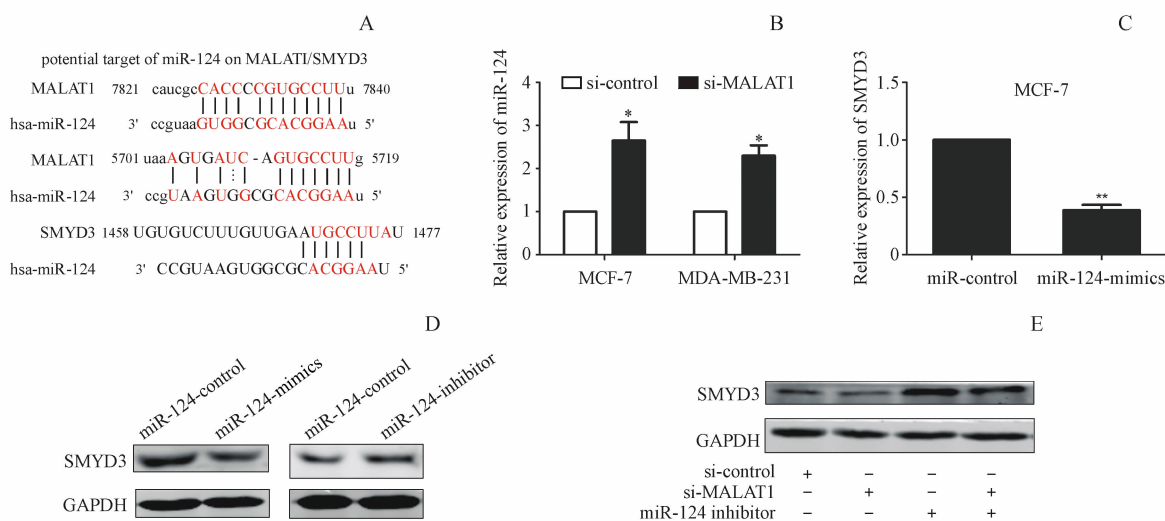 A
potential target of miR-124 on MALATI/SMYD3
MALAT1 7821 caucgcCACCCCGUGCCUUu 7840
hsa-miR-124 3' ccguaaGUGGCGCACGGAAu 5'
MALAT1 5701 uaaAGUGAUC - AGUGCCUUg 5719
hsa-miR-124 3' ccgUAAGUGGCGCACGGAAu 5'
SMYD3 1458 UGUGUCUUUGUUGAAUGCCUUAU 1477
hsa-miR-124 3' CCGUAAGUGGCGCACGGAAU 5'
B
Relative expression of miR-124
si-control si-MALAT1
4
3
2
1
0
* *
MCF-7 MDA-MB-231
C
Relative expression of SMYD3
MCF-7
1.5
1.0
0.5
0
**
miR-control miR-124-mimics
D
miR-124-control
miR-124-mimics
miR-124-control
miR-124-inhibitor
SMYD3
GAPDH
E
SMYD3
GAPDH
si-control + − − −
si-MALAT1 − + − +
miR-124 inhibitor − − + +